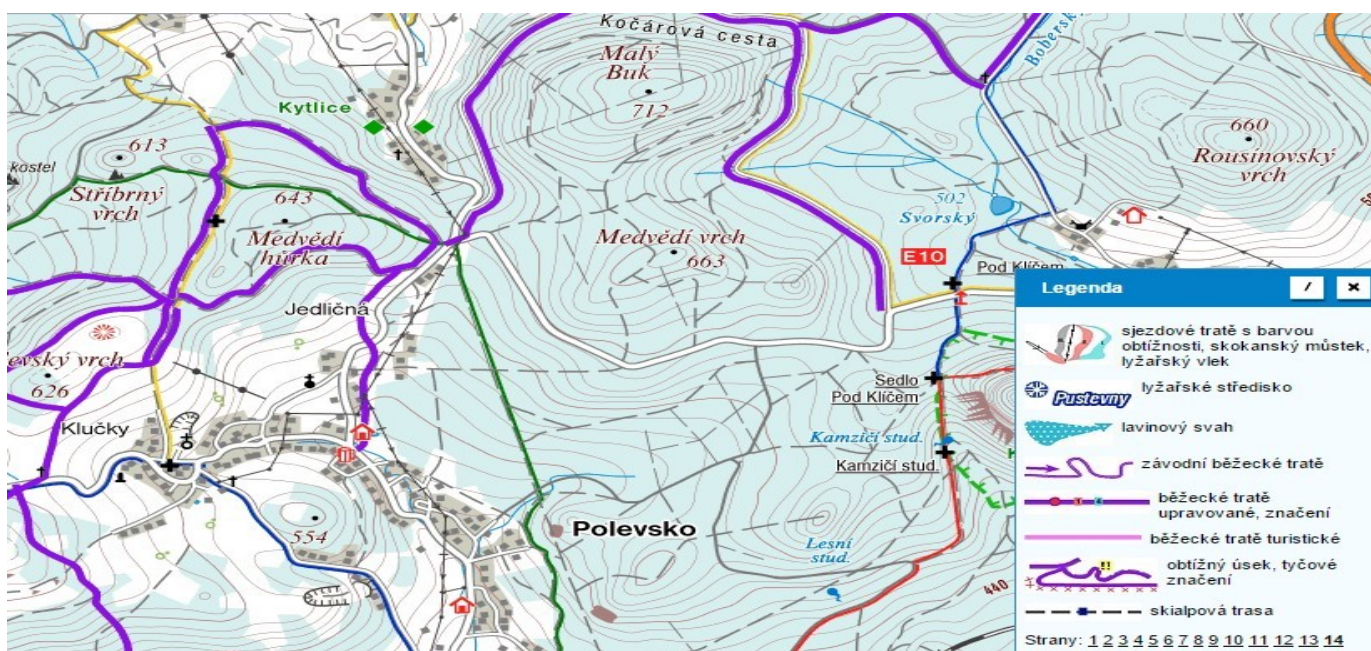 Kočárová cesta
Malý
Buk
712
Kytlice
613
kostel
Stříbrný
vrch
643
Medvědí
hůrka
Jedličná
Medvědí vrch
663
502
Svorský
660
Rousinovský
vrch
E10
Pod Klíčem
evský vrch
626
Klučky
554
Polevsko
Sedlo
Pod Klíčem
Kamzičí stud.
Kamzičí stud.
Lesní
stud.
440
Legenda
sjezdové tratě s barvou
obtížnosti, skokanský můstek,
lyžařský vlek
Pustevny
lyžařské středisko
lavinový svah
závodní běžecké tratě
běžecké tratě
upravované, značení
běžecké tratě turistické
!!
obtížný úsek, tyčové
značení
skialpová trasa
Strany: 1 2 3 4 5 6 7 8 9 10 11 12 13 14